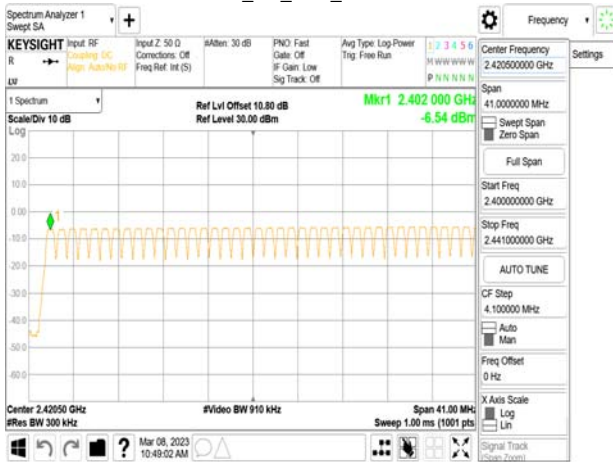 Spectrum Analyzer 1
Swept SA
+
Frequency
KEYSIGHT
R
LVI
Input: RF
Coupling: DC
Align: Auto/No RF
Input Z: 50 Ω
Corrections: Off
Freq Ref: Int (S)
#Atten: 30 dB
PNO: Fast
Gate: Off
IF Gain: Low
Sig Track: Off
Avg Type: Log-Power
Trig: Free Run
1 2 3 4 5 6
M W W W W W
P N N N N N
1 Spectrum
Scale/Div 10 dB
Log
Ref Lvl Offset 10.80 dB
Ref Level 30.00 dBm
Mkr1 2.402 000 GHz
-6.54 dBm
20.0
10.0
0.00
-10.0
-20.0
-30.0
-40.0
-50.0
-60.0
1
Center 2.42050 GHz
#Res BW 300 kHz
#Video BW 910 kHz
Span 41.00 MHz
Sweep 1.00 ms (1001 pts
Center Frequency
2.420500000 GHz
Settings
Span
41.0000000 MHz
Swept Span
Zero Span
Full Span
Start Freq
2.400000000 GHz
Stop Freq
2.441000000 GHz
AUTO TUNE
CF Step
4.100000 MHz
Auto
Man
Freq Offset
0 Hz
X Axis Scale
Log
Lin
Signal Track
(Span Zoom)
?
Mar 08, 2023
10:49:02 AM